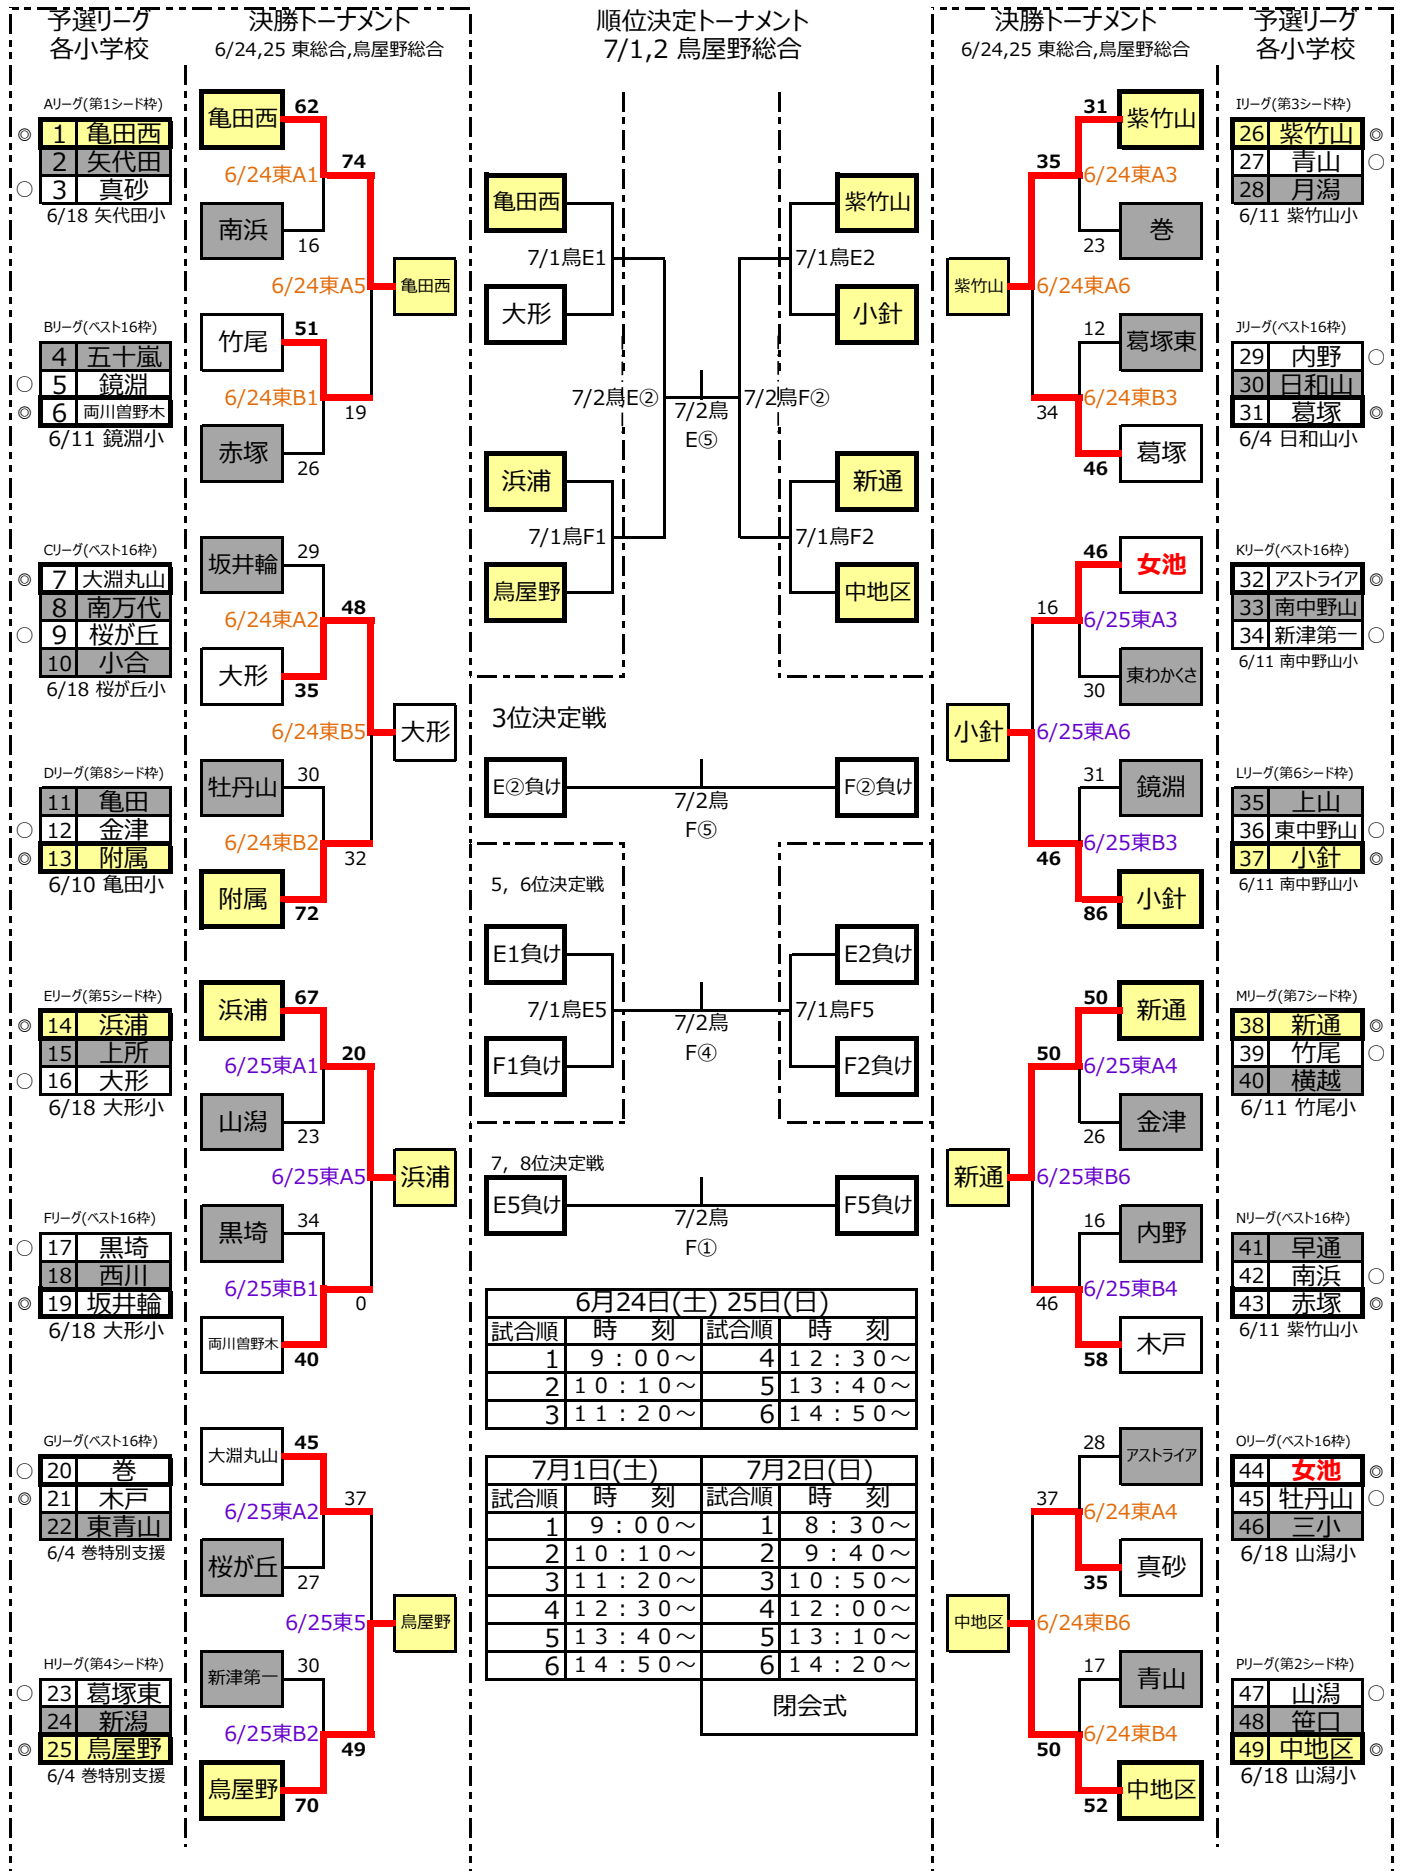 予選リーグ
各小学校
決勝トーナメント
6/24,25 東総合,鳥屋野総合
順位決定トーナメント
7/1,2 鳥屋野総合
決勝トーナメント
6/24,25 東総合,鳥屋野総合
予選リーグ
各小学校
Aリーグ(第1シード枠)
◎ 1 亀田西
2 矢代田
○ 3 真砂
6/18 矢代田小
Bリーグ(ベスト16枠)
4 五十嵐
○ 5 鏡淵
◎ 6 両川曽野木
6/11 鏡淵小
Cリーグ(ベスト16枠)
◎ 7 大淵丸山
8 南万代
○ 9 桜が丘
10 小合
6/18 桜が丘小
Dリーグ(第8シード枠)
11 亀田
○ 12 金津
◎ 13 附属
6/10 亀田小
Eリーグ(第5シード枠)
◎ 14 浜浦
15 上所
○ 16 大形
6/18 大形小
Fリーグ(ベスト16枠)
○ 17 黒埼
18 西川
◎ 19 坂井輪
6/18 大形小
Gリーグ(ベスト16枠)
○ 20 巻
◎ 21 木戸
22 東青山
6/4 巻特別支援
Hリーグ(第4シード枠)
○ 23 葛塚東
24 新潟
◎ 25 鳥屋野
6/4 巻特別支援
亀田西 62
6/24東A1 74
南浜 16
6/24東A5 亀田西
竹尾 51
6/24東B1 19
赤塚 26
坂井輪 29
6/24東A2 48
大形 35
6/24東B5 大形
牡丹山 30
6/24東B2 32
附属 72
浜浦 67
6/25東A1 20
山潟 23
6/25東A5 浜浦
黒埼 34
6/25東B1 0
両川曽野木 40
大淵丸山 45
6/25東A2 37
桜が丘 27
6/25東5 鳥屋野
新津第一 30
6/25東B2 49
鳥屋野 70
亀田西 紫竹山
7/1鳥E1 7/1鳥E2
大形 小針
7/2鳥E② 7/2鳥 7/2鳥F②
E⑤
浜浦 新通
7/1鳥F1 7/1鳥F2
鳥屋野 中地区
3位決定戦
E②負け F②負け
7/2鳥
F⑤
5，6位決定戦
E1負け E2負け
7/1鳥E5 7/2鳥 7/1鳥F5
F④
F1負け F2負け
7，8位決定戦
E5負け F5負け
7/2鳥
F①
6月24日(土) 25日(日)
試合順 時　刻 試合順 時　刻
1 9：00～ 4 12：30～
2 10：10～ 5 13：40～
3 11：20～ 6 14：50～
7月1日(土) 7月2日(日)
試合順 時　刻 試合順 時　刻
1 9：00～ 1 8：30～
2 10：10～ 2 9：40～
3 11：20～ 3 10：50～
4 12：30～ 4 12：00～
5 13：40～ 5 13：10～
6 14：50～ 6 14：20～
閉会式
31 紫竹山
35 6/24東A3
23 巻
紫竹山 6/24東A6
12 葛塚東
34 6/24東B3
46 葛塚
46 女池
16 6/25東A3
30 東わかくさ
小針 6/25東A6
31 鏡淵
46 6/25東B3
86 小針
50 新通
50 6/25東A4
26 金津
新通 6/25東B6
16 内野
46 6/25東B4
58 木戸
28 アストライア
37 6/24東A4
35 真砂
中地区 6/24東B6
17 青山
50 6/24東B4
52 中地区
Iリーグ(第3シード枠)
26 紫竹山 ◎
27 青山 ○
28 月潟
6/11 紫竹山小
Jリーグ(ベスト16枠)
29 内野 ○
30 日和山
31 葛塚 ◎
6/4 日和山小
Kリーグ(ベスト16枠)
32 アストライア ◎
33 南中野山
34 新津第一 ○
6/11 南中野山小
Lリーグ(第6シード枠)
35 上山
36 東中野山 ○
37 小針 ◎
6/11 南中野山小
Mリーグ(第7シード枠)
38 新通 ◎
39 竹尾 ○
40 横越
6/11 竹尾小
Nリーグ(ベスト16枠)
41 早通
42 南浜 ○
43 赤塚 ◎
6/11 紫竹山小
Oリーグ(ベスト16枠)
44 女池 ◎
45 牡丹山 ○
46 三小
6/18 山潟小
Pリーグ(第2シード枠)
47 山潟 ○
48 笹口
49 中地区 ◎
6/18 山潟小